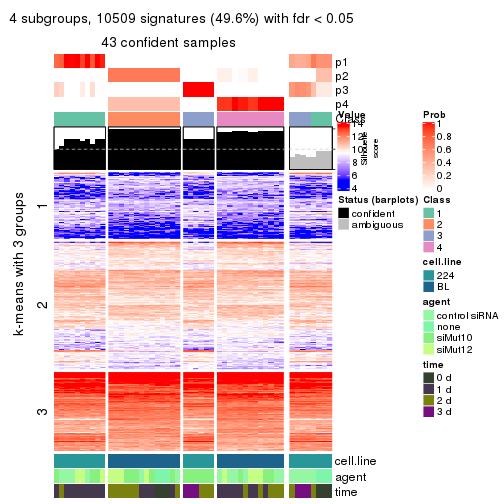 4 subgroups, 10509 signatures (49.6%) with fdr < 0.05
43 confident samples
p1
p2
p3
p4
Class
Silhouette
score
k-means with 3 groups
1
2
3
cell.line
agent
time
Value
14
12
10
8
6
4
Status (barplots)
confident
ambiguous
Prob
1
0.8
0.6
0.4
0.2
0
Class
1
2
3
4
cell.line
224
BL
agent
control siRNA
none
siMut10
siMut12
time
0 d
1 d
2 d
3 d